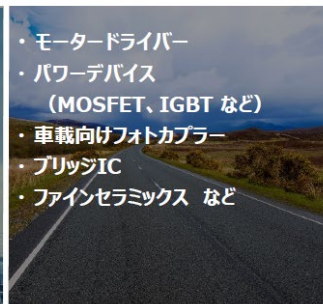 ・ モータードライバー
・ パワーデバイス
（MOSFET、IGBT など）
・ 車載向けフォトカプラー
・ ブリッジIC
・ ファインセラミックス など